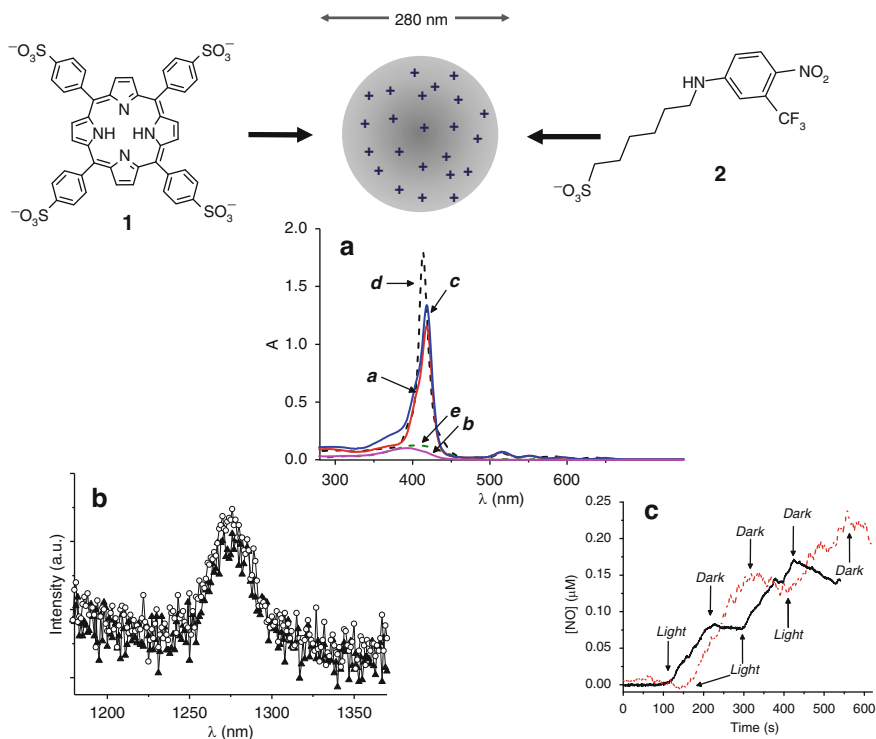 280 nm
⁻O₃S
SO₃⁻
N
NH
HN
N
⁻O₃S
SO₃⁻
1
+ + + + + + + + + + + + + + + + + + + + + +
HN
NO₂
CF₃
⁻O₃S
2
a
2.0
1.5
1.0
0.5
0.0
A
d
c
a
e
b
300 400 500 600
λ (nm)
b
Intensity (a.u.)
1200 1250 1300 1350
λ (nm)
c
0.25
0.20
0.15
0.10
0.05
0.00
[NO] (μM)
Dark
Dark
Dark
Dark
Light
Light
Light
0 100 200 300 400 500 600
Time (s)